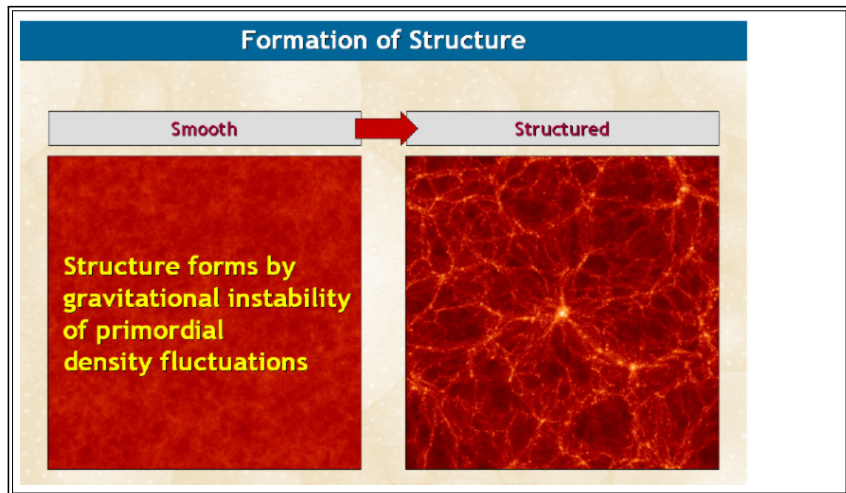 Formation of Structure
Smooth
Structured
Structure forms by
gravitational instability
of primordial
density fluctuations